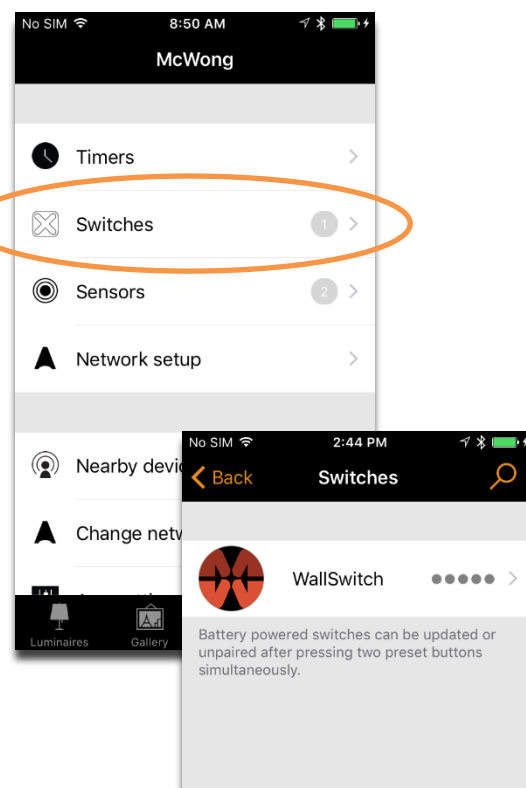 No SIM 8:50 AM
McWong
Timers
Switches 1
Sensors 2
Network setup
Nearby
Change
Luminaires Gallery
No SIM 2:44 PM
Back Switches
WallSwitch
Battery powered switches can be updated or
unpaired after pressing two preset buttons
simultaneously.